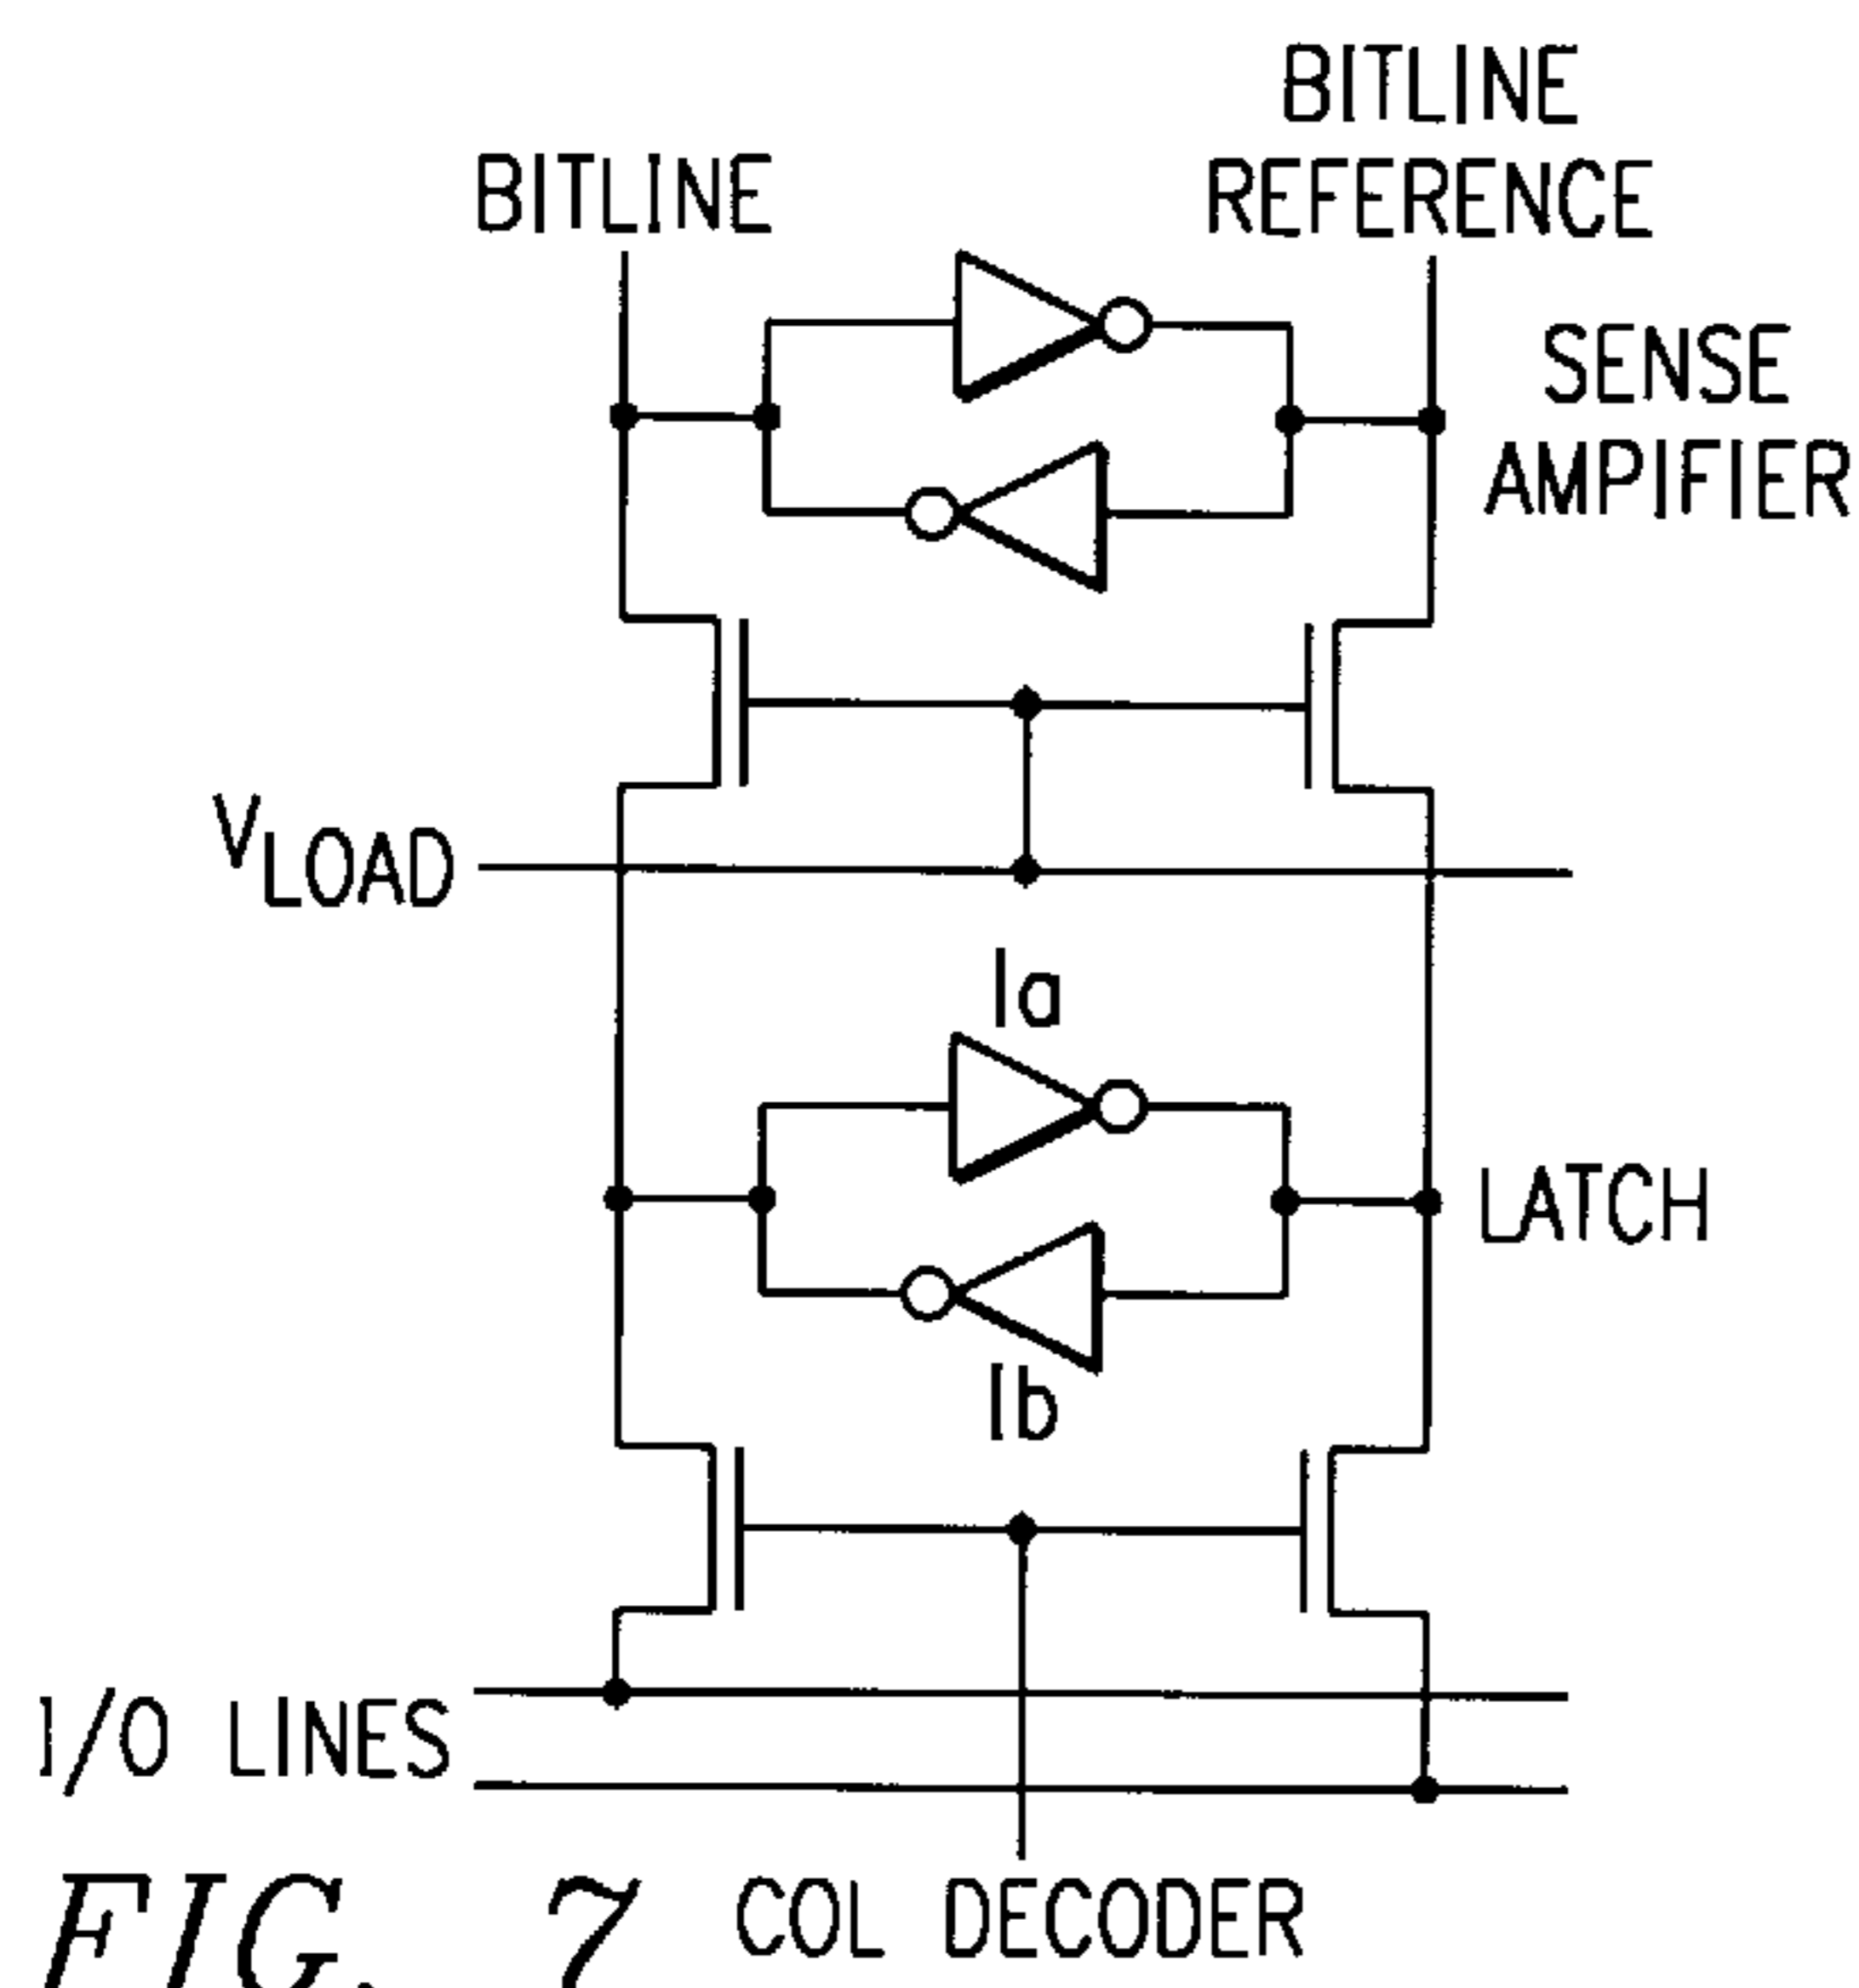 BITLINE
BITLINE
REFERENCE
SENSE
AMPIFIER
VLOAD
Ia
LATCH
Ib
I/O LINES
COL DECODER
FIG. 7